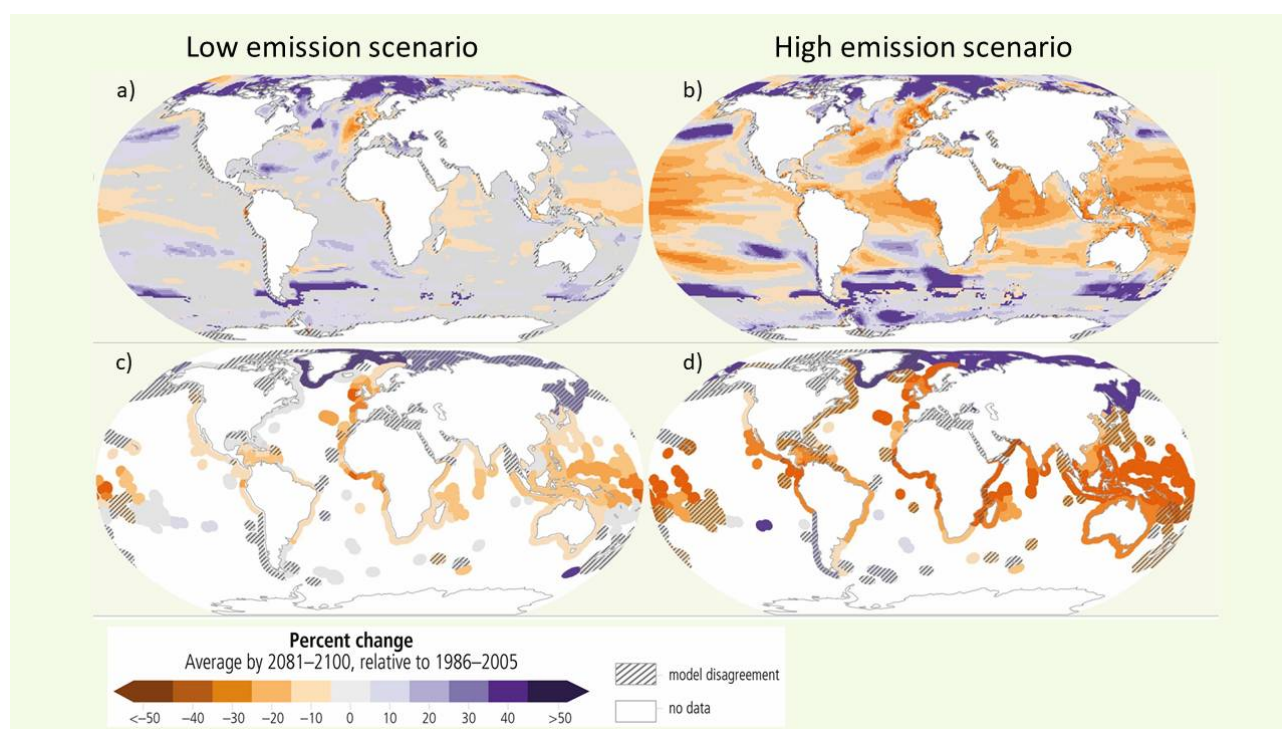 Low emission scenario
High emission scenario
a)
b)
c)
d)
Percent change
Average by 2081–2100, relative to 1986–2005
<–50 –40 –30 –20 –10 0 10 20 30 40 >50
model disagreement
no data